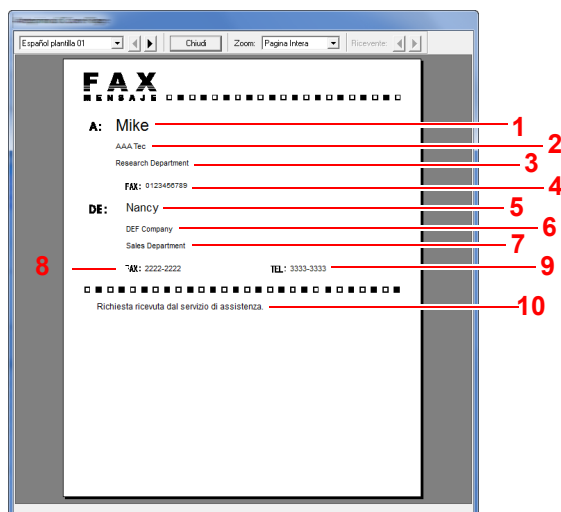 Español plantilla 01 Chiudi Zoom: Pagina Intera Ricevente:
FAX
MENSAJE
A: Mike 1
AAA Tec 2
Research Department 3
FAX: 0123456789 4
DE: Nancy 5
DEF Company 6
Sales Department 7
8 FAX: 2222-2222 TEL: 3333-3333 9
Richiesta ricevuta dal servizio di assistenza. 10